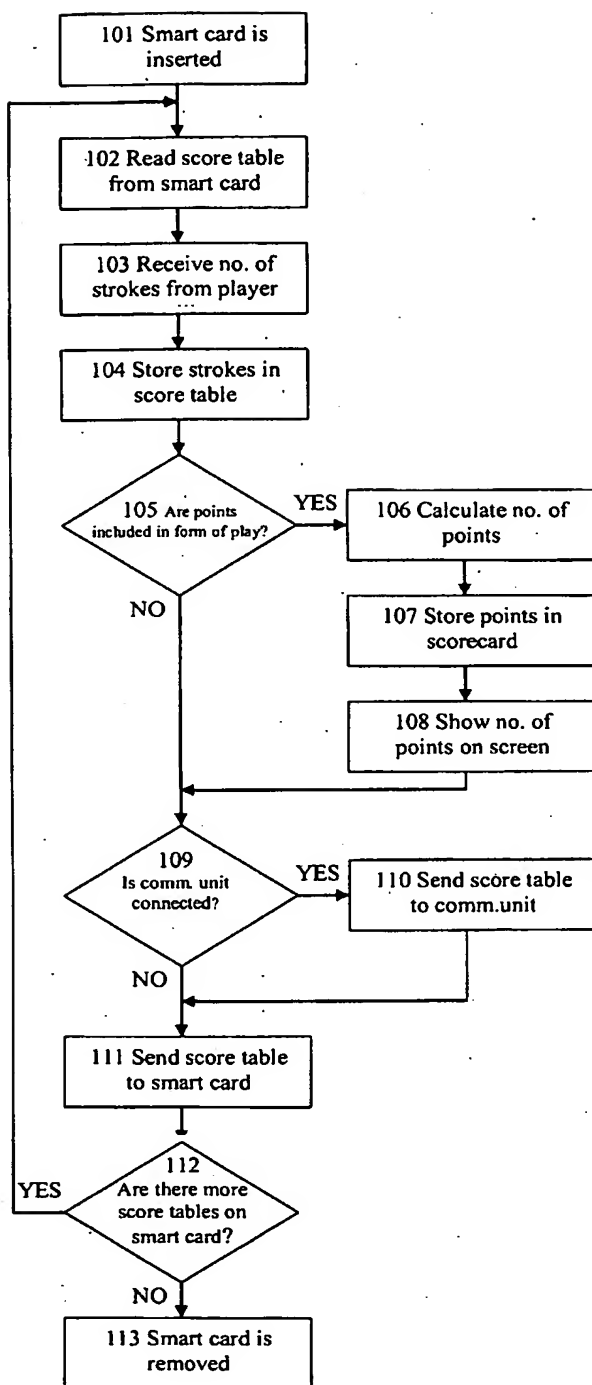 101 Smart card is
inserted
102 Read score table
from smart card
103 Receive no. of
strokes from player
...
104 Store strokes in
score table
105 Are points
included in form of play?
YES
106 Calculate no. of
points
NO
107 Store points in
scorecard
108 Show no. of
points on screen
109
Is comm. unit
connected?
YES
110 Send score table
to comm.unit
NO
111 Send score table
to smart card
112
Are there more
score tables on
smart card?
YES
NO
113 Smart card is
removed